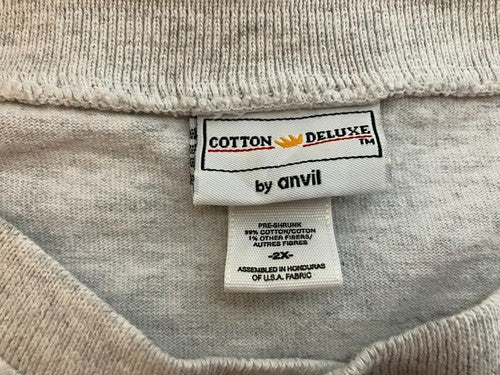 COTTON DELUXE
TM
by anvil
PRE-SHRUNK
99% COTTON/COTON
1% OTHER FIBERS/
AUTRES FIBRES
-2X-
ASSEMBLED IN HONDURAS
OF U.S.A. FABRIC